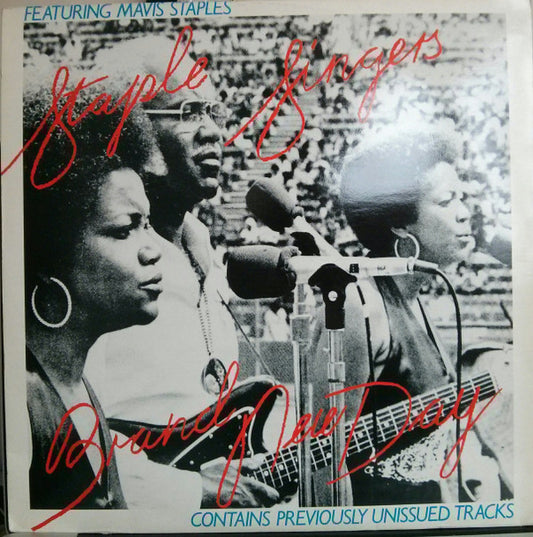 FEATURING MAVIS STAPLES
Staple Singers
Brand New Day
CONTAINS PREVIOUSLY UNISSUED TRACKS